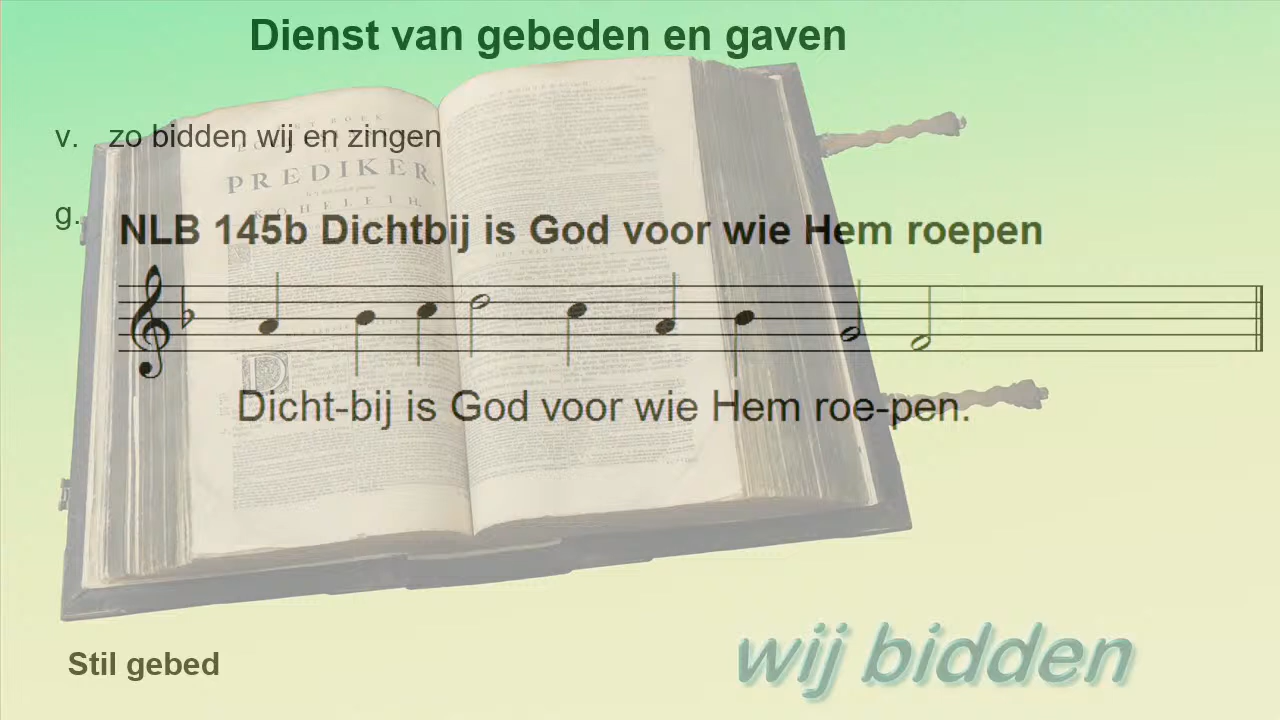 Dienst van gebeden en gaven
v. zo bidden wij en zingen
PREDIKER,
KOHELETH,
g.
NLB 145b Dichtbij is God voor wie Hem roepen
Dicht-bij is God voor wie Hem roe-pen.
Stil gebed
wij bidden